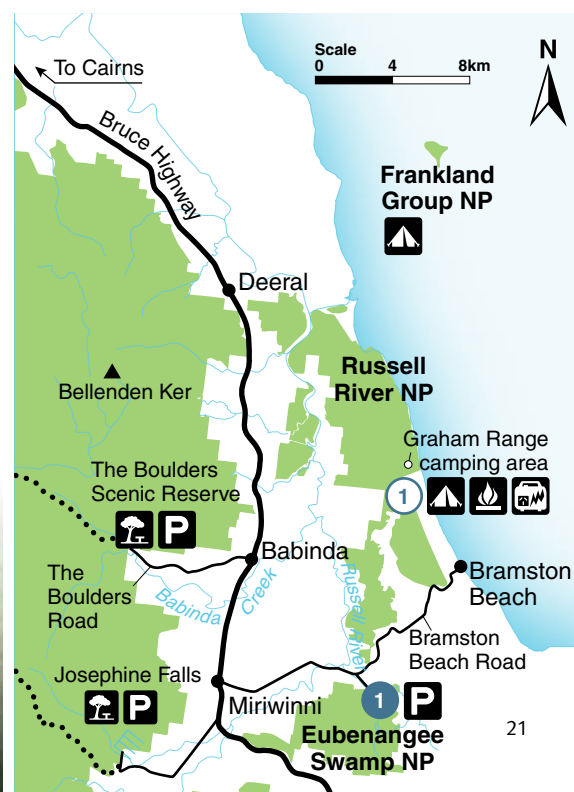 Scale
0 4 8km
N
To Cairns
Bruce Highway
Frankland
Group NP
Deeral
Russell
River NP
Bellenden Ker
Graham Range
camping area
1
The Boulders
Scenic Reserve
P
Babinda
The
Boulders
Road
Babinda Creek
Russell River
Bramston
Beach
Bramston
Beach Road
Josephine Falls
P
Miriwinni
1 P
Eubenangee
Swamp NP
21